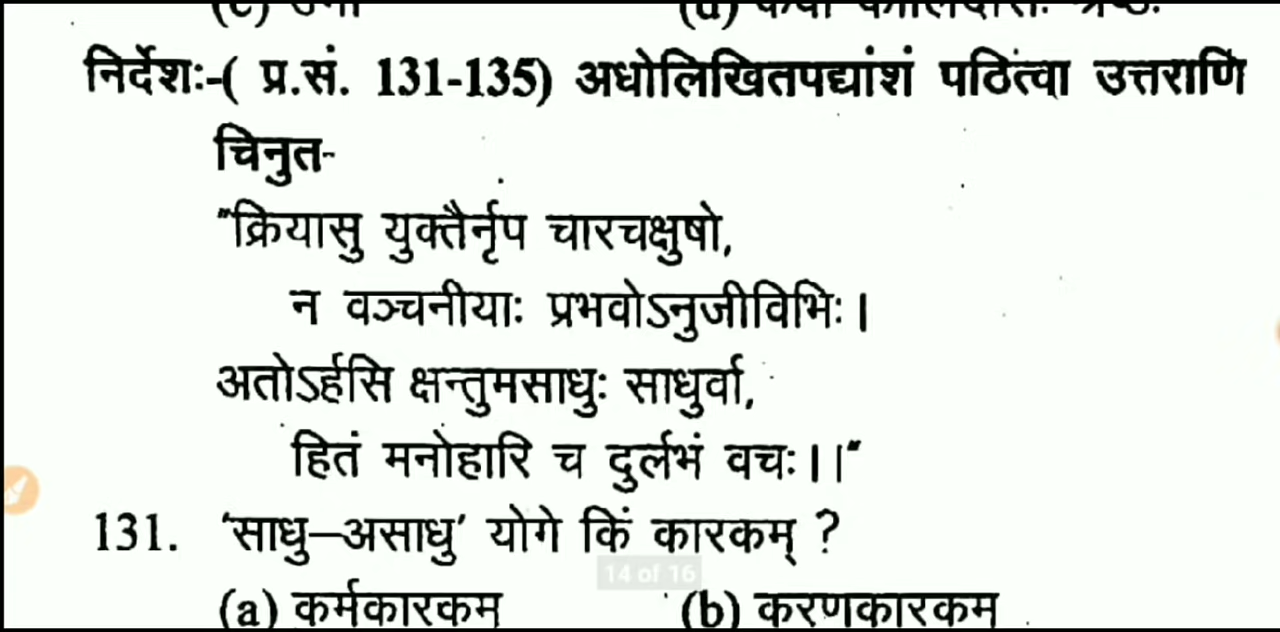 निर्देशः-( प्र.सं. 131-135) अधोलिखितपद्यांशं पठित्वा उत्तराणि
चिनुत-
"क्रियासु युक्तैर्नृप चारचक्षुषो,
न वञ्चनीयाः प्रभवोऽनुजीविभिः।
अतोऽर्हसि क्षन्तुमसाधुः साधुर्वा,
हितं मनोहारि च दुर्लभं वचः।।"
131. 'साधु–असाधु' योगे किं कारकम् ?
14 of 16
(a) कर्मकारकम् (b) करणकारकम्